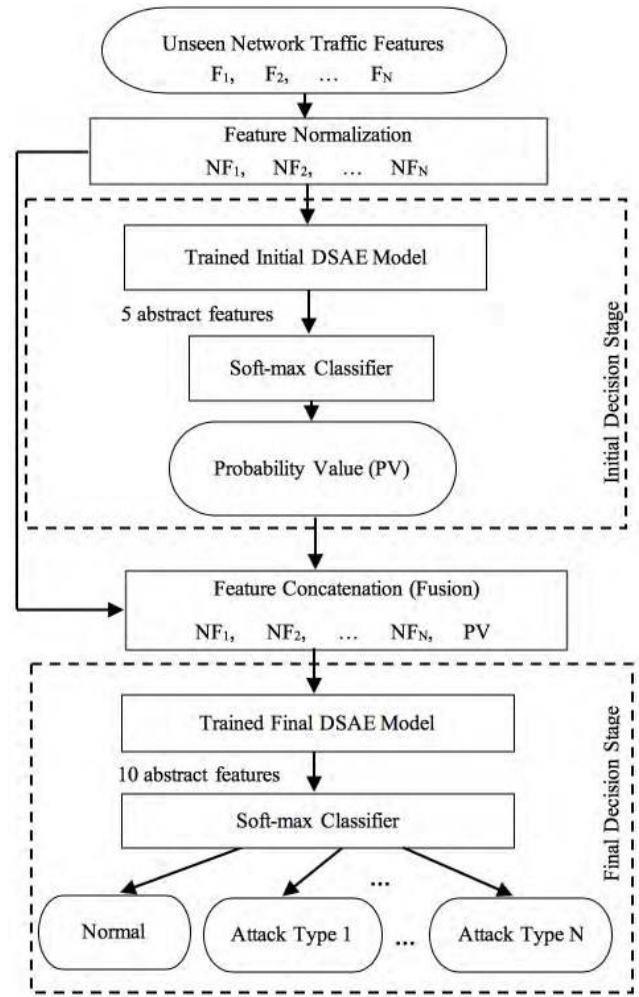 Unseen Network Traffic Features
F₁, F₂, … Fₙ
Feature Normalization
NF₁, NF₂, … NFₙ
Trained Initial DSAE Model
5 abstract features
Soft-max Classifier
Probability Value (PV)
Initial Decision Stage
Feature Concatenation (Fusion)
NF₁, NF₂, … NFₙ, PV
Trained Final DSAE Model
10 abstract features
Soft-max Classifier
...
Normal
Attack Type 1
...
Attack Type N
Final Decision Stage